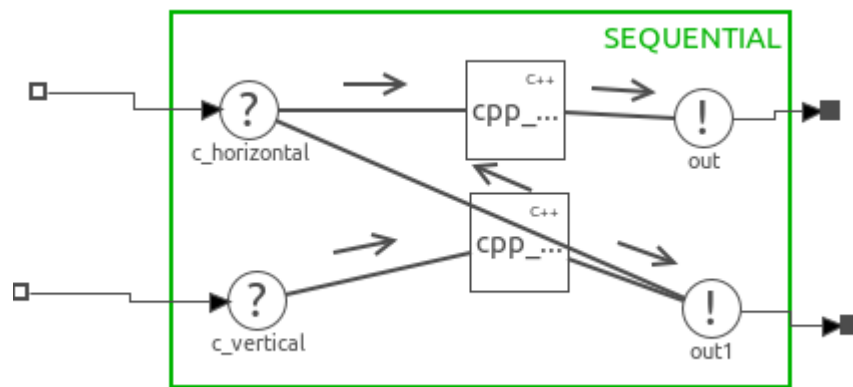 SEQUENTIAL
?
c_horizontal
C++
cpp_...
!
out
?
c_vertical
C++
cpp_...
!
out1